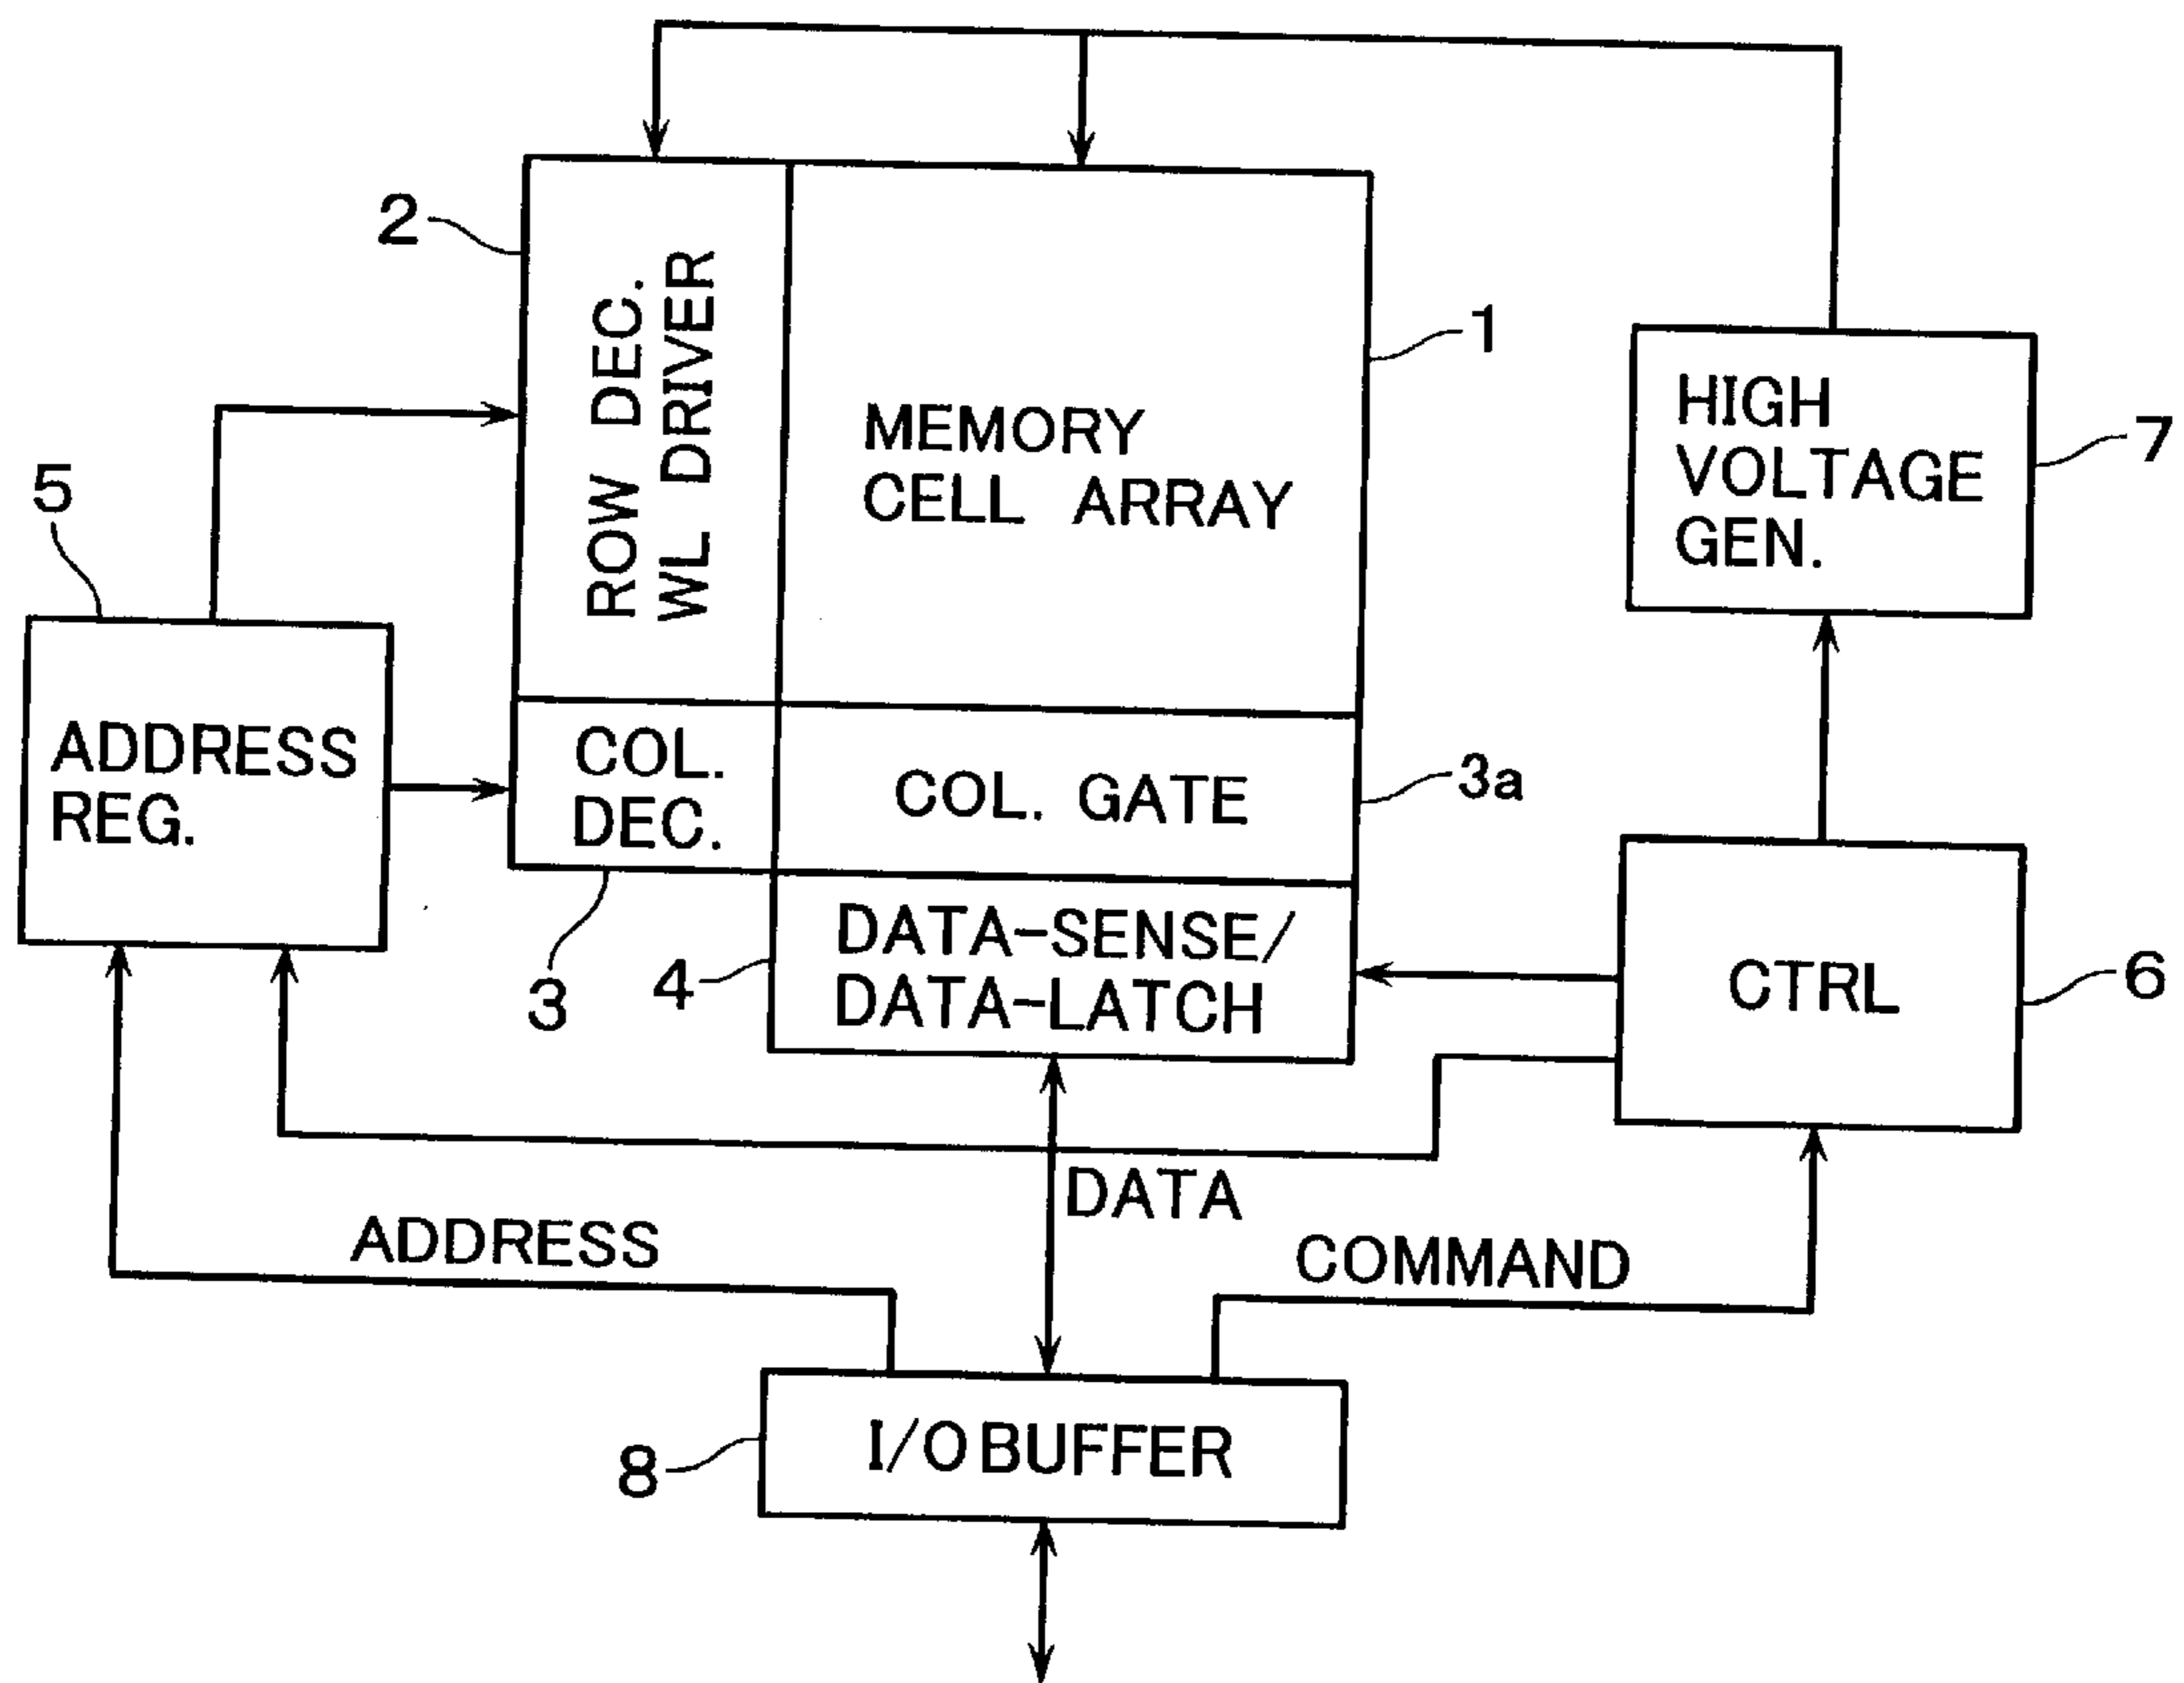 2
ROW DEC.
WL DRIVER
MEMORY
CELL ARRAY
1
HIGH
VOLTAGE
GEN.
7
5
ADDRESS
REG.
COL.
DEC.
COL. GATE
3a
3
4
DATA-SENSE/
DATA-LATCH
CTRL
6
DATA
ADDRESS
COMMAND
I/O BUFFER
8